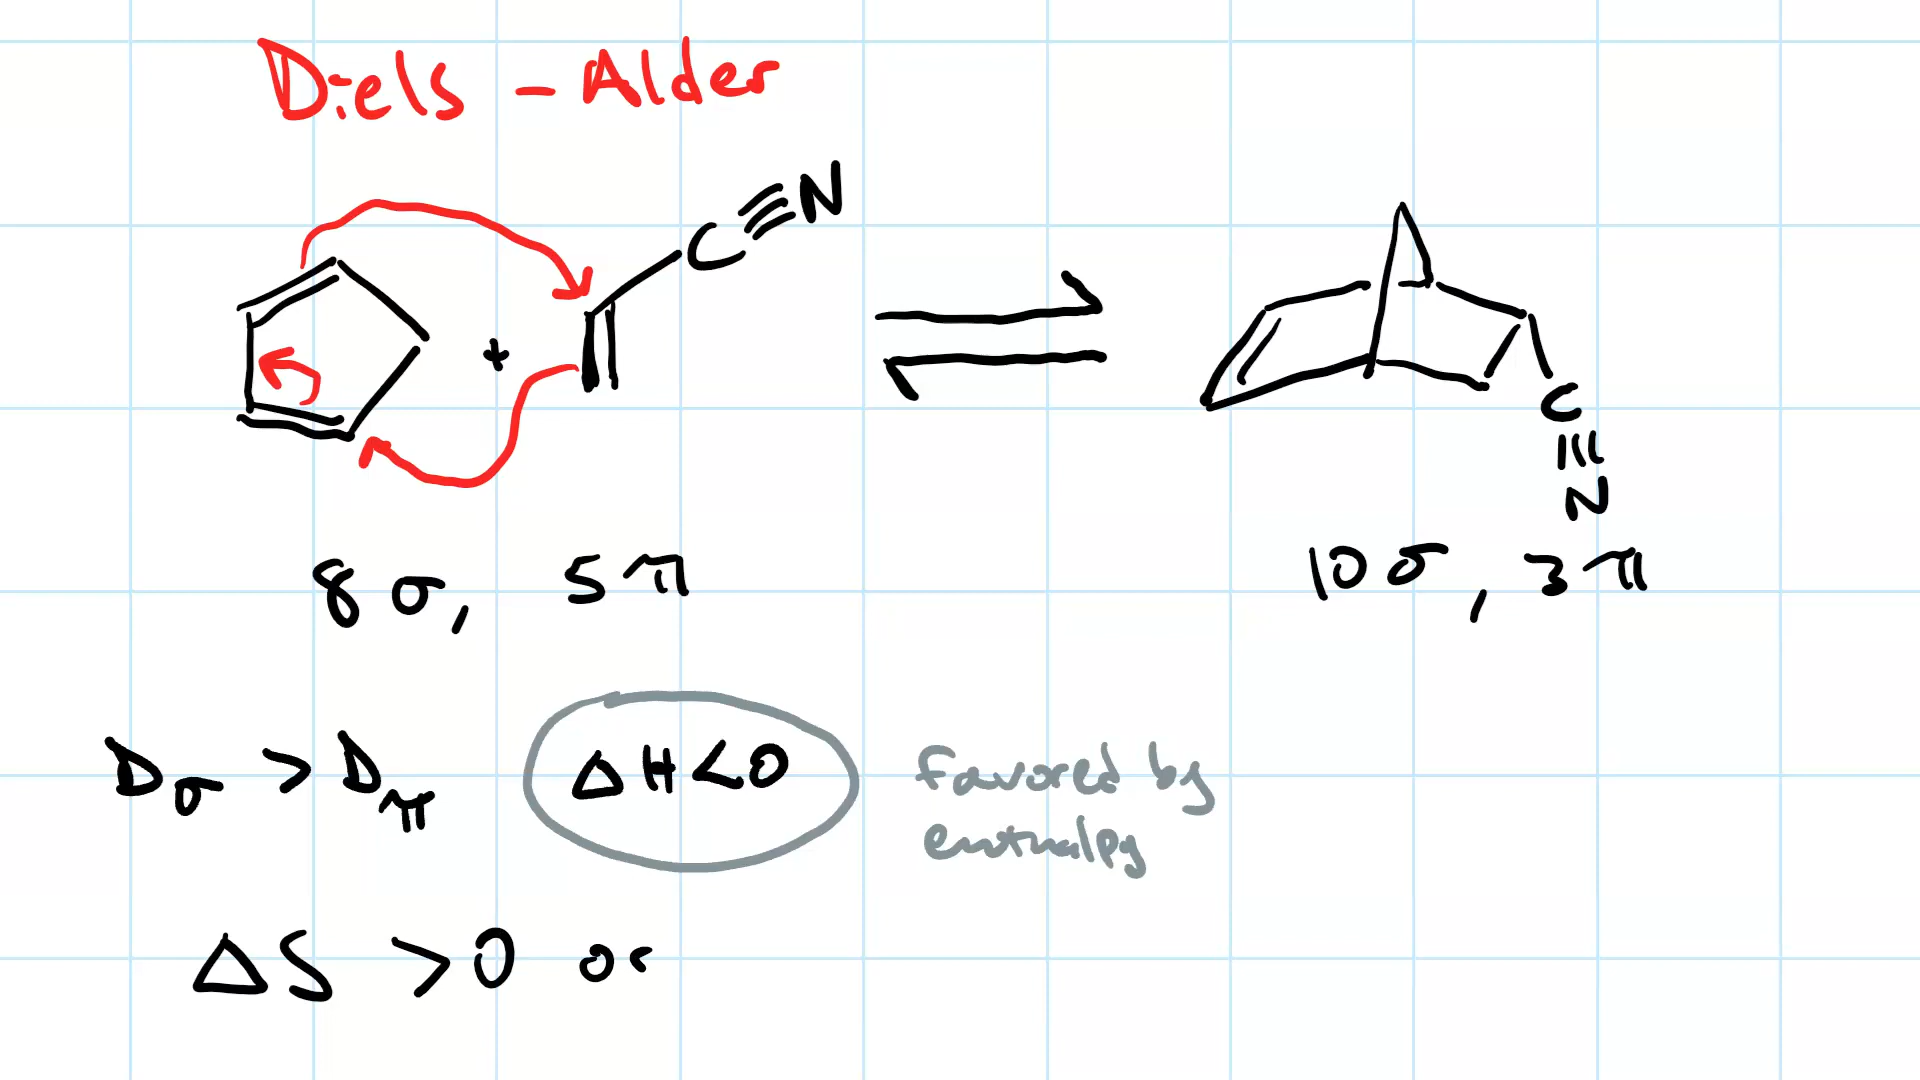 Diels - Alder
C≡N
+
C
≡
N
8σ, 5π
10σ, 3π
Dσ > Dπ ΔH<0 favored by
enthalpy
ΔS >0 or